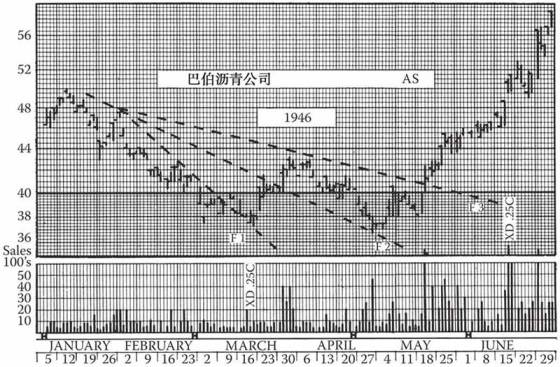 56
52
巴伯沥青公司 AS
48
1946
44
40
38
36
F1
F2
XD .25C
Sales
100's
50
40
30
20
10
XD .25C
JANUARY FEBRUARY MARCH APRIL MAY JUNE
5 12 19 26 2 9 16 23 2 9 16 23 30 6 13 20 27 4 11 18 25 1 8 15 22 29